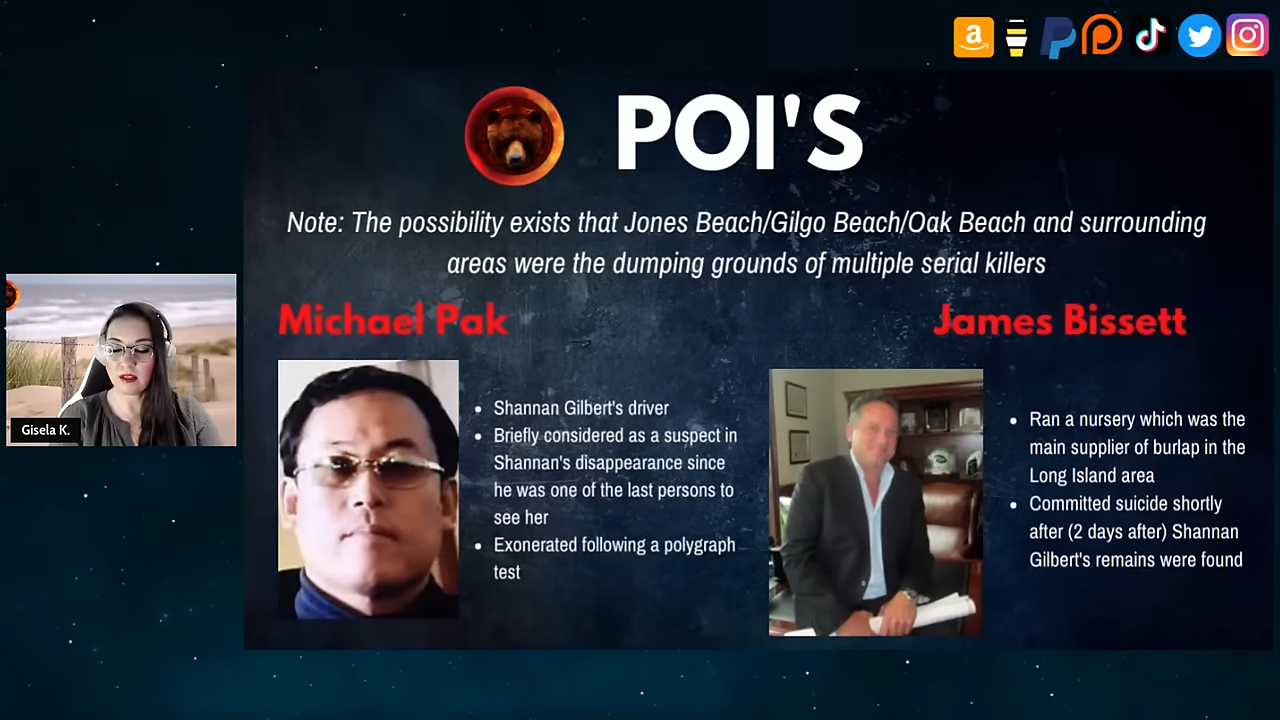 POI'S
Note: The possibility exists that Jones Beach/Gilgo Beach/Oak Beach and surrounding
areas were the dumping grounds of multiple serial killers
Michael Pak
Shannan Gilbert's driver
Briefly considered as a suspect in
Shannan's disappearance since
he was one of the last persons to
see her
Exonerated following a polygraph
test
James Bissett
Ran a nursery which was the
main supplier of burlap in the
Long Island area
Committed suicide shortly
after (2 days after) Shannan
Gilbert's remains were found
Gisela K.